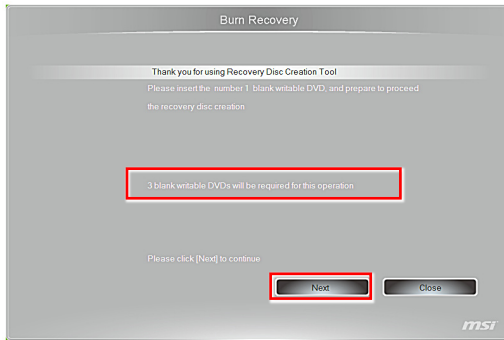 Burn Recovery
Thank you for using Recovery Disc Creation Tool
Please insert the number 1 blank writable DVD, and prepare to proceed
the recovery disc creation
3 blank writable DVDs will be required for this operation
Please click [Next] to continue
Next
Close
msi